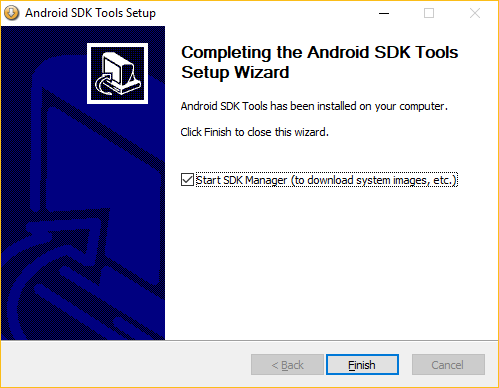 Android SDK Tools Setup
Completing the Android SDK Tools
Setup Wizard
Android SDK Tools has been installed on your computer.
Click Finish to close this wizard.
Start SDK Manager (to download system images, etc.)
< Back
Finish
Cancel